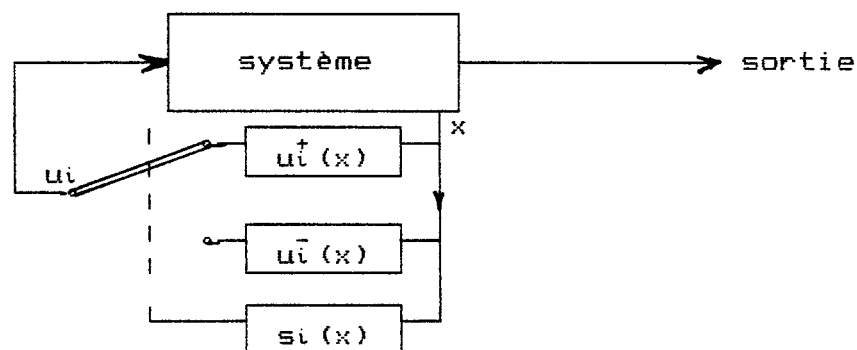 système
sortie
x
ui
ui⁺(x)
ui⁻(x)
si(x)